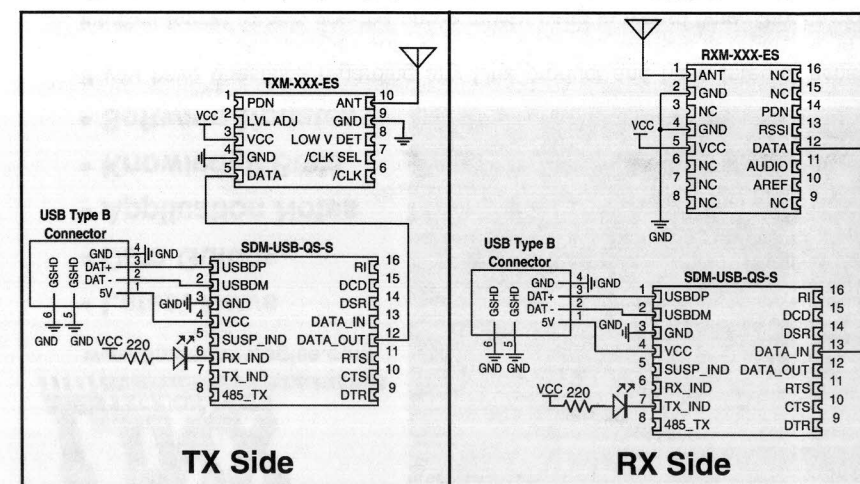 TXM-XXX-ES
1 PDN ANT 10
VCC 2 LVL ADJ GND 9
3 VCC LOW V DET 8
4 GND /CLK SEL 7
5 DATA /CLK 6
USB Type B
Connector
GSHD GSHD
GND 4 GND
DAT+ 3
DAT - 2
5V 1
6 5
GND GND
SDM-USB-QS-S
1 USBDP RI 16
2 USBDM DCD 15
GND 3 GND DSR 14
4 VCC DATA_IN 13
5 SUSP_IND DATA_OUT 12
VCC 220 6 RX_IND RTS 11
7 TX_IND CTS 10
8 485_TX DTR 9
TX Side
RXM-XXX-ES
1 ANT NC 16
2 GND NC 15
3 NC PDN 14
VCC 4 GND RSSI 13
5 VCC DATA 12
6 NC AUDIO 11
7 NC AREF 10
8 NC NC 9
GND
USB Type B
Connector
GSHD GSHD
GND 4 GND
DAT+ 3
DAT - 2
5V 1
6 5
GND GND
SDM-USB-QS-S
1 USBDP RI 16
2 USBDM DCD 15
GND 3 GND DSR 14
4 VCC DATA_IN 13
5 SUSP_IND DATA_OUT 12
6 RX_IND RTS 11
VCC 220 7 TX_IND CTS 10
8 485_TX DTR 9
RX Side